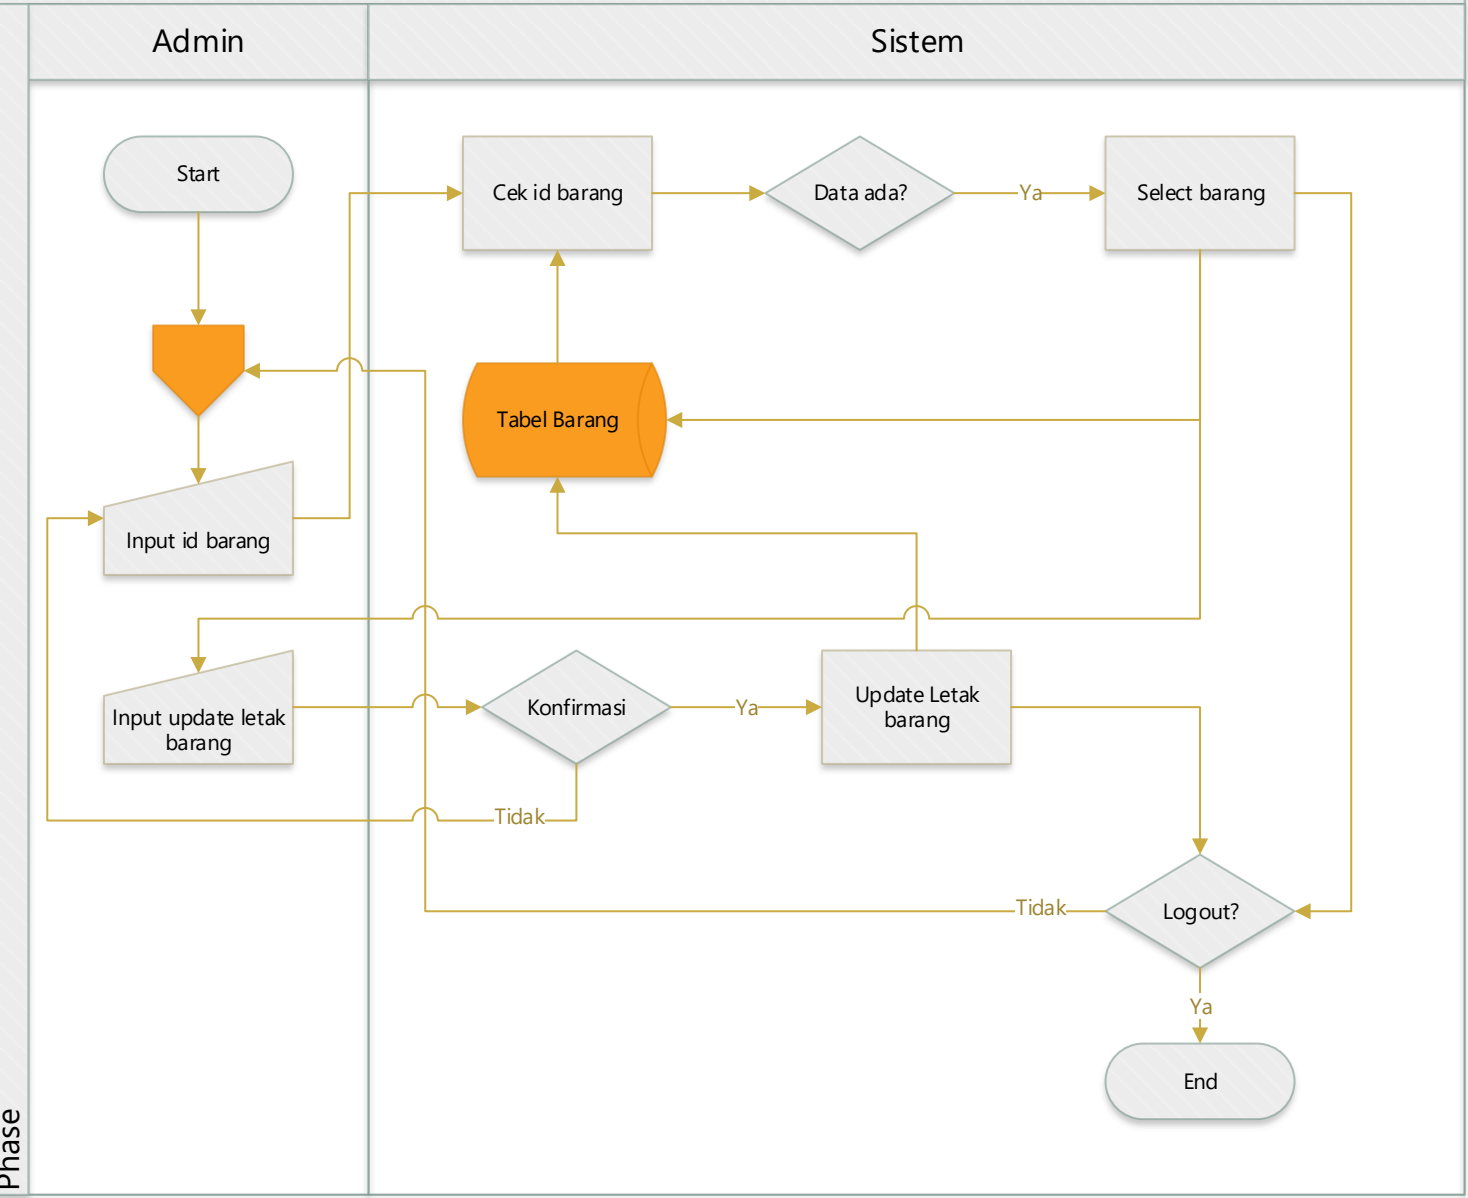 Admin
Sistem
Start
Cek id barang
Data ada?
Ya
Select barang
Tabel Barang
Input id barang
Input update letak
barang
Konfirmasi
Ya
Update Letak
barang
Tidak
Tidak
Logout?
Ya
End
Phase